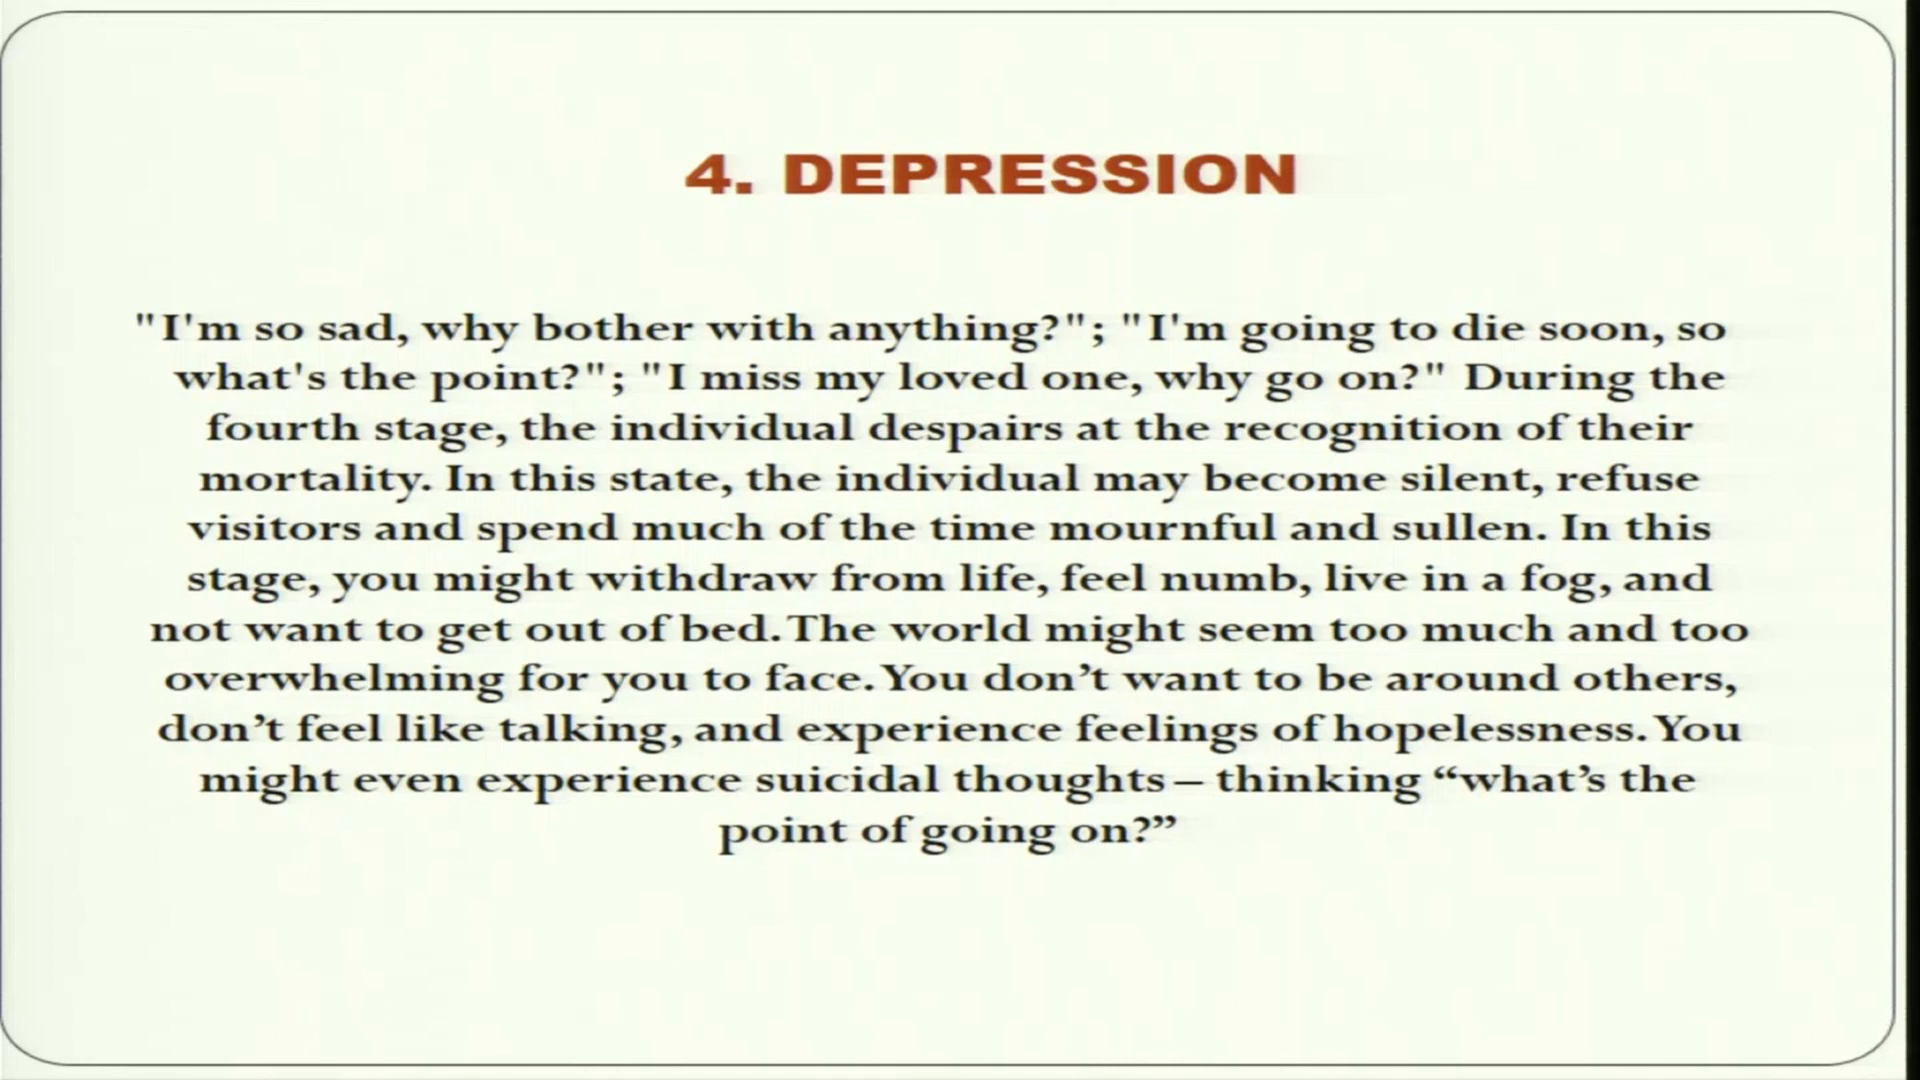 4. DEPRESSION
"I'm so sad, why bother with anything?"; "I'm going to die soon, so
what's the point?"; "I miss my loved one, why go on?" During the
fourth stage, the individual despairs at the recognition of their
mortality. In this state, the individual may become silent, refuse
visitors and spend much of the time mournful and sullen. In this
stage, you might withdraw from life, feel numb, live in a fog, and
not want to get out of bed. The world might seem too much and too
overwhelming for you to face. You don’t want to be around others,
don’t feel like talking, and experience feelings of hopelessness. You
might even experience suicidal thoughts – thinking “what’s the
point of going on?”